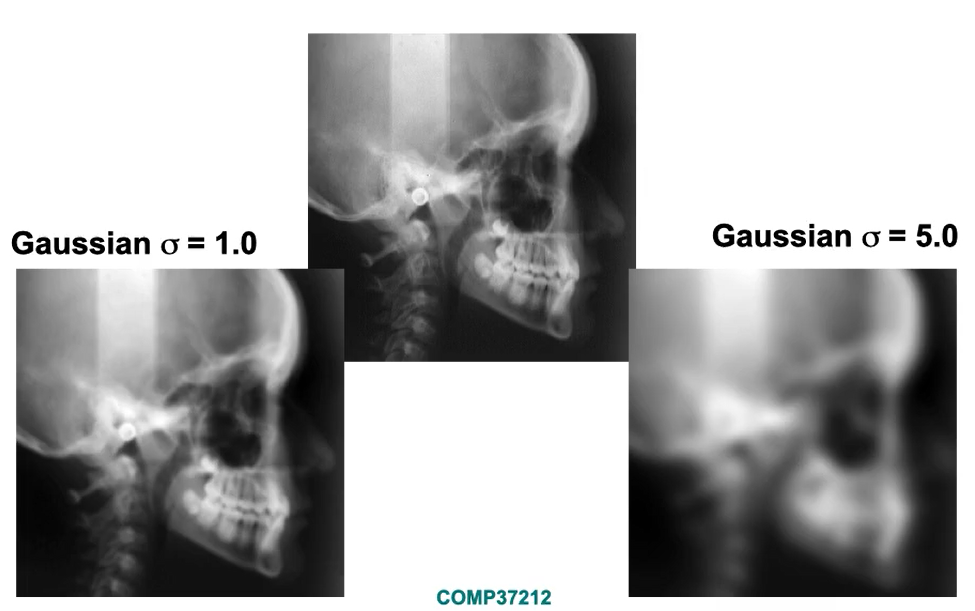 Gaussian σ = 1.0
Gaussian σ = 5.0
COMP37212